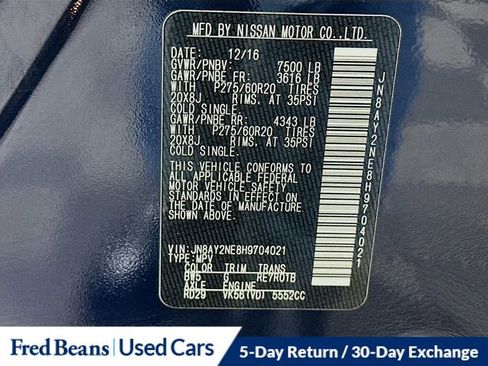 MFD BY NISSAN MOTOR CO.,LTD.
DATE: 12/16
GVWR/PNBV: 7500 LB
GAWR/PNBE FR: 3616 LB
WITH P275/60R20 TIRES
20X8J RIMS, AT 35PSI
COLD SINGLE.
GAWR/PNBE RR: 4343 LB
WITH P275/60R20 TIRES
20X8J RIMS, AT 35PSI
COLD SINGLE.
THIS VEHICLE CONFORMS TO
ALL APPLICABLE FEDERAL
MOTOR VEHICLE SAFETY
STANDARDS IN EFFECT ON
THE DATE OF MANUFACTURE
SHOWN ABOVE.
VIN: JN8AY2NE8H9704021
TYPE: MPV
COLOR TRIM TRANS
BW5 G RE7R01B
AXLE ENGINE
RD29 VK56(VD) 5552CC
JN8AY2NE8H9704021
Fred Beans Used Cars
5-Day Return / 30-Day Exchange